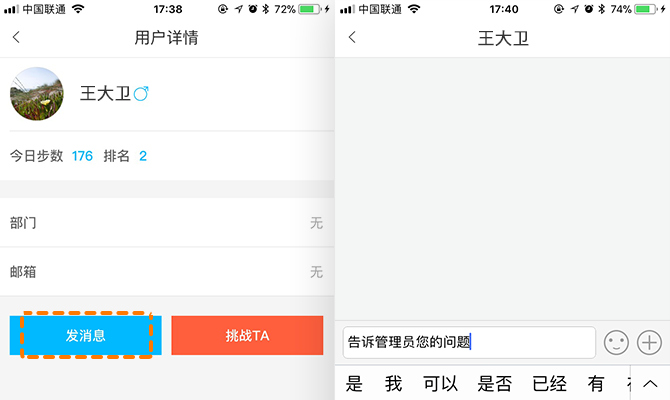 中国联通 17:38 72%
用户详情
王大卫
今日步数 176 排名 2
部门 无
邮箱 无
发消息 挑战TA
中国联通 17:40 74%
王大卫
告诉管理员您的问题
是 我 可以 是否 已经 有